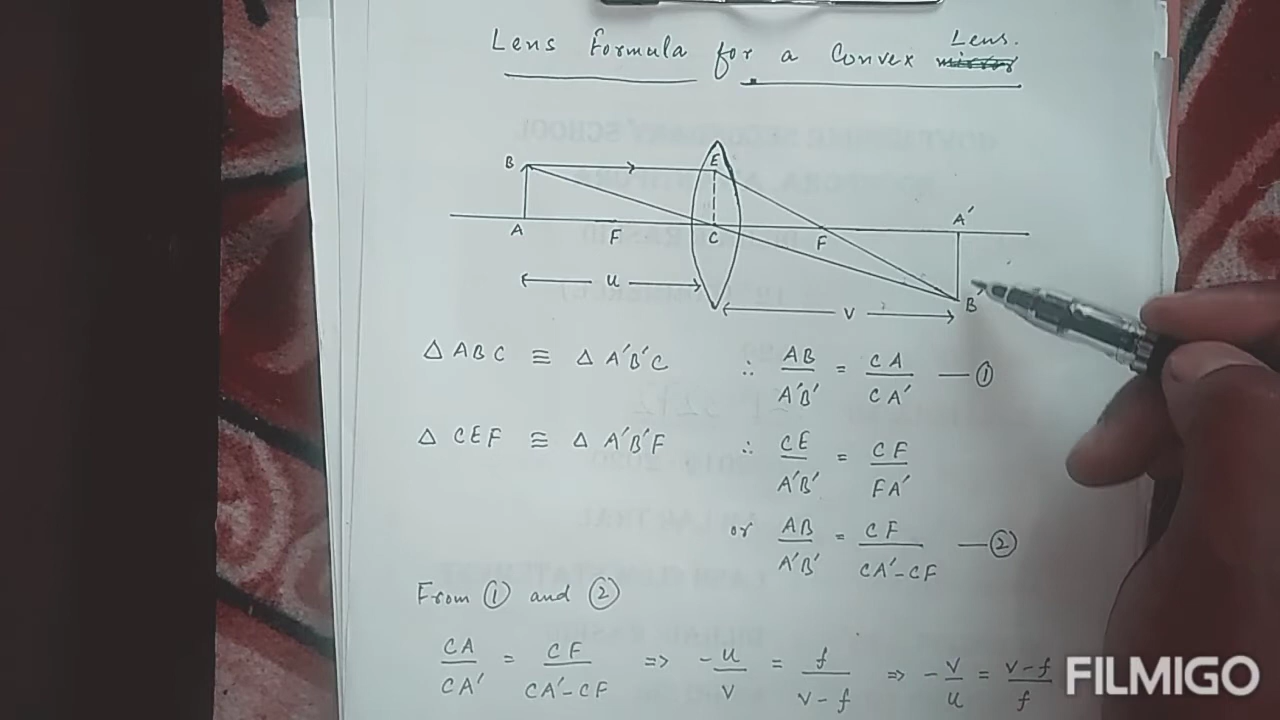 Lens Formula for a Convex Lens.
B E A'
A F C F
u
v B'
△ ABC ≅ △ A'B'C ∴ AB/A'B' = CA/CA' — ①
△ CEF ≅ △ A'B'F ∴ CE/A'B' = CF/FA'
or AB/A'B' = CF/CA'-CF — ②
From ① and ②
CA/CA' = CF/CA'-CF => -u/v = f/v-f => -v/u = v-f/f
FILMIGO